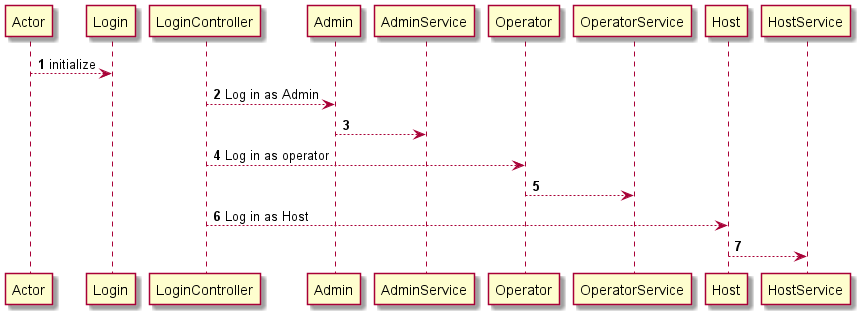 Actor Login LoginController Admin AdminService Operator OperatorService Host HostService
1 initialize
2 Log in as Admin
3
4 Log in as operator
5
6 Log in as Host
7
Actor Login LoginController Admin AdminService Operator OperatorService Host HostService